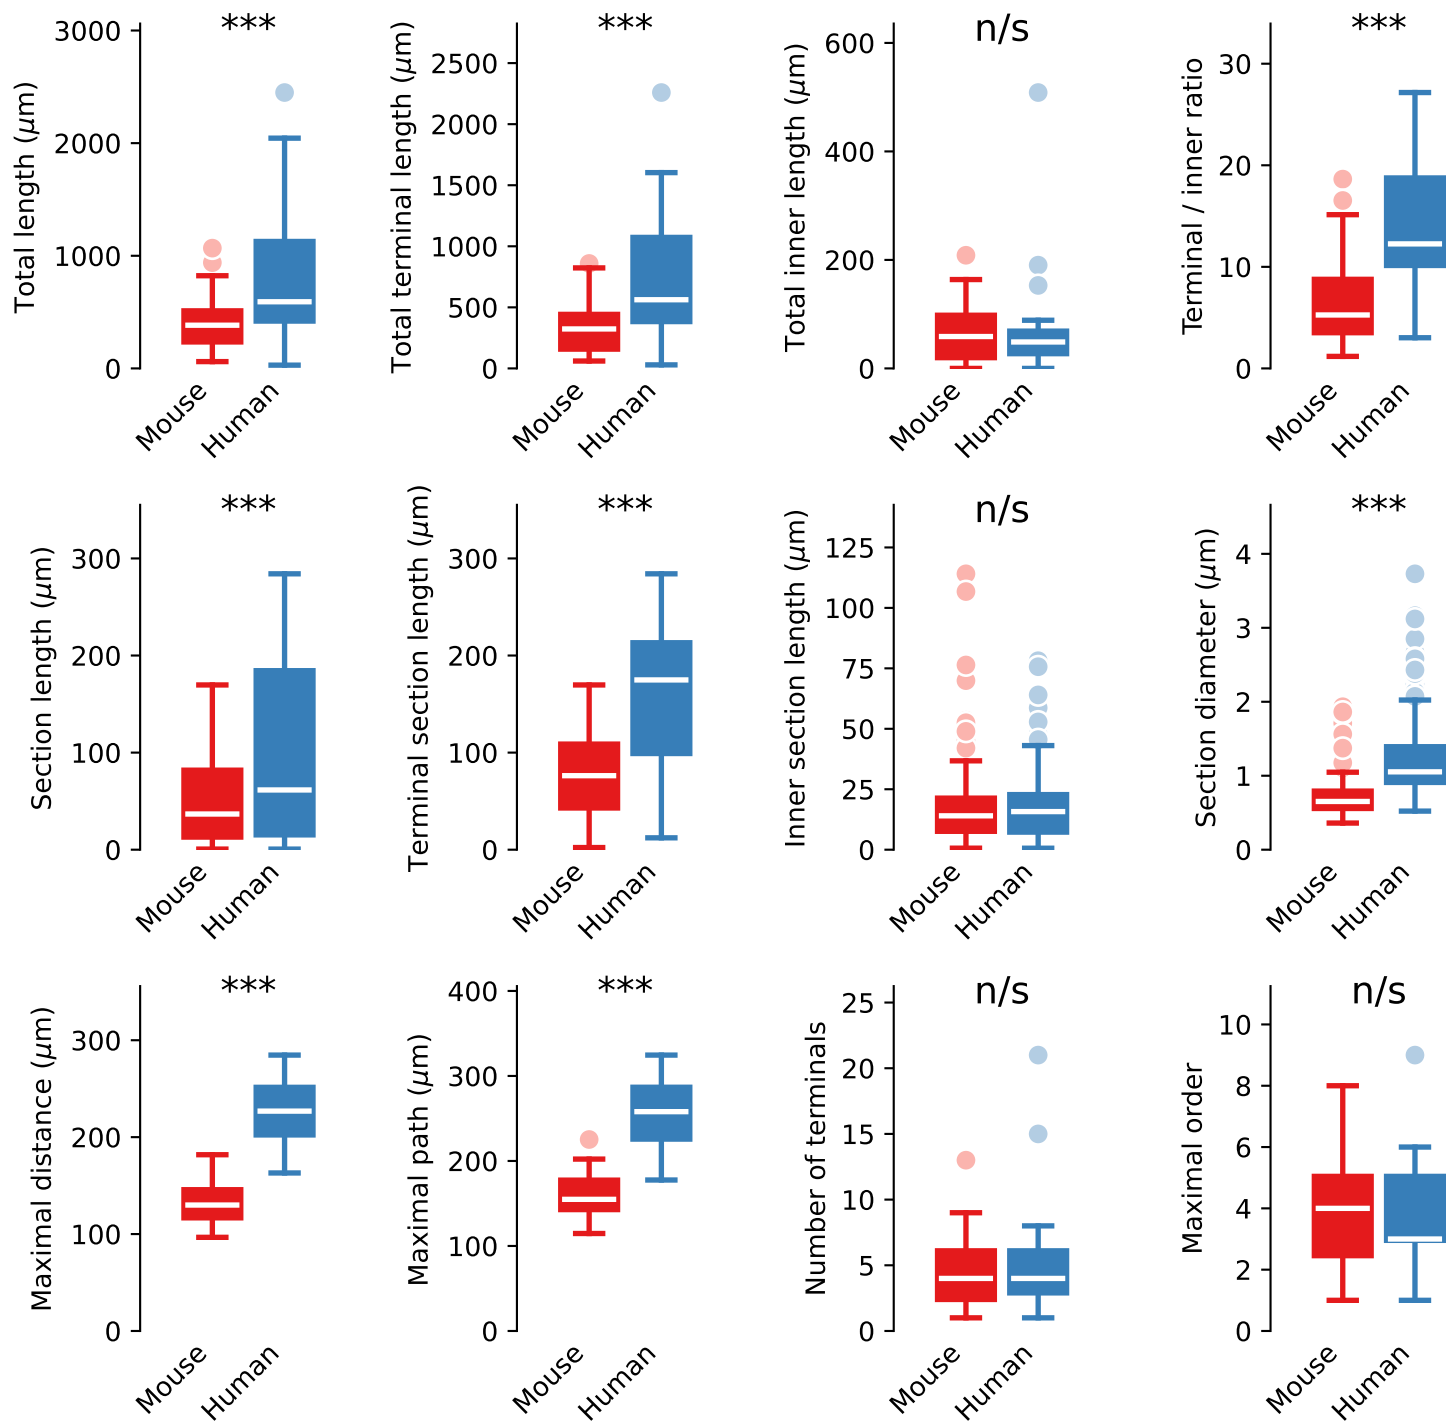 Total length (μm)
3000
2000
1000
0
***
Mouse
Human
Total terminal length (μm)
2500
2000
1500
1000
500
0
***
Mouse
Human
Total inner length (μm)
600
400
200
0
n/s
Mouse
Human
Terminal / inner ratio
30
20
10
0
***
Mouse
Human
Section length (μm)
300
200
100
0
***
Mouse
Human
Terminal section length (μm)
300
200
100
0
***
Mouse
Human
Inner section length (μm)
125
100
75
50
25
0
n/s
Mouse
Human
Section diameter (μm)
4
3
2
1
0
***
Mouse
Human
Maximal distance (μm)
300
200
100
0
***
Mouse
Human
Maximal path (μm)
400
300
200
100
0
***
Mouse
Human
Number of terminals
25
20
15
10
5
0
n/s
Mouse
Human
Maximal order
10
8
6
4
2
0
n/s
Mouse
Human